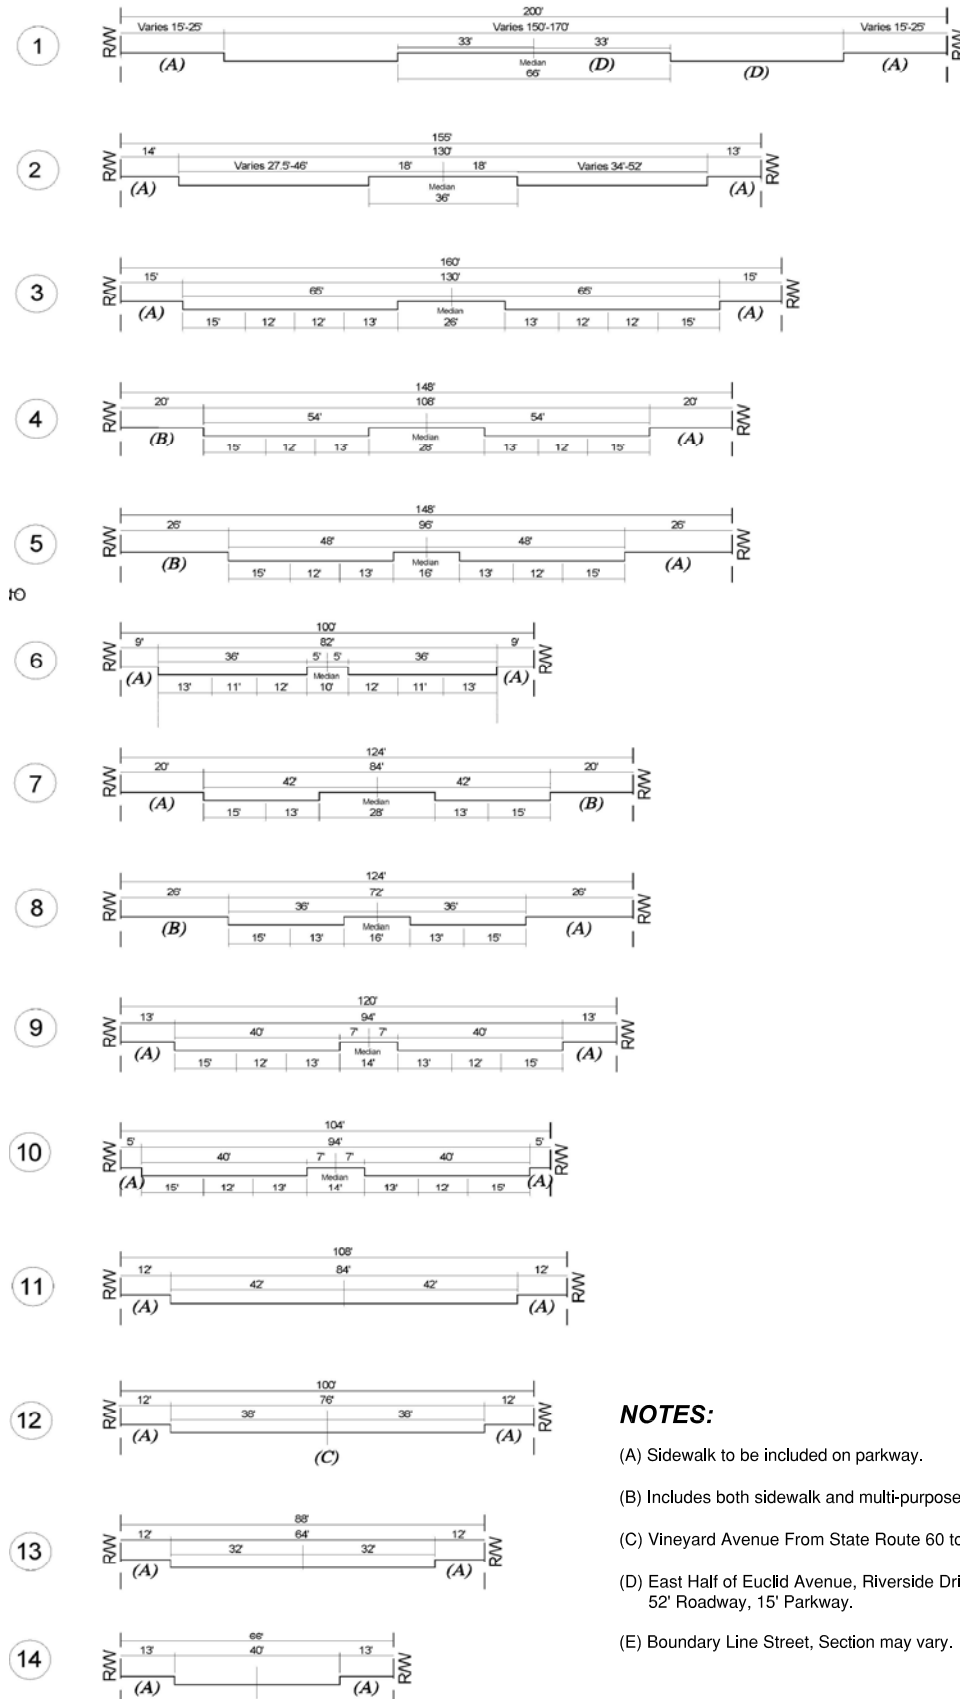 200'
Varies 15'-25' Varies 150'-170' Varies 15'-25'
33' 33'
1 R/W (A) Median (D) (D) (A) R/W
66'
155'
14' 130' 13'
Varies 27.5'-46' 18' 18' Varies 34'-52'
2 R/W (A) Median (A) R/W
36'
160'
15' 130' 15'
65' 65'
3 R/W (A) Median (A) R/W
15' 12' 12' 13' 26' 13' 12' 12' 15'
148'
20' 108' 20'
54' 54'
4 R/W (B) Median (A) R/W
15' 12' 13' 28' 13' 12' 15'
148'
26' 96' 26'
48' 48'
5 R/W (B) Median (A) R/W
15' 12' 13' 16' 13' 12' 15'
100'
9' 82' 9'
36' 5' 5' 36'
6 R/W (A) Median (A) R/W
13' 11' 12' 10' 12' 11' 13'
124'
20' 84' 20'
42' 42'
7 R/W (A) Median (B) R/W
15' 13' 28' 13' 15'
124'
26' 72' 26'
36' 36'
8 R/W (B) Median (A) R/W
15' 13' 16' 13' 15'
120'
13' 94' 13'
40' 7' 7' 40'
9 R/W (A) Median (A) R/W
15' 12' 13' 14' 13' 12' 15'
104'
5' 94' 5'
40' 7' 7' 40'
10 R/W (A) Median (A) R/W
15' 12' 13' 14' 13' 12' 15'
108'
12' 84' 12'
42' 42'
11 R/W (A) (A) R/W
100'
12' 76' 12'
38' 38'
12 R/W (A) (C) (A) R/W
88'
12' 64' 12'
32' 32'
13 R/W (A) (A) R/W
66'
13' 40' 13'
14 R/W (A) (A) R/W
NOTES:
(A) Sidewalk to be included on parkway.
(B) Includes both sidewalk and multi-purpose
(C) Vineyard Avenue From State Route 60 to
(D) East Half of Euclid Avenue, Riverside Dri
52' Roadway, 15' Parkway.
(E) Boundary Line Street, Section may vary.